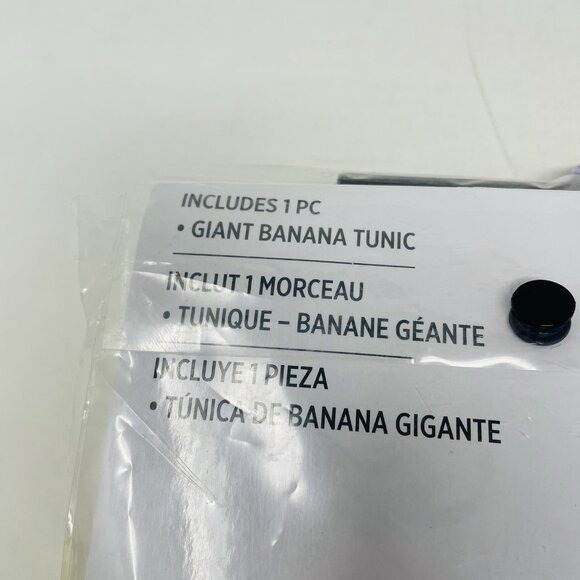 INCLUDES 1 PC
• GIANT BANANA TUNIC
INCLUT 1 MORCEAU
• TUNIQUE – BANANE GÉANTE
INCLUYE 1 PIEZA
• TÚNICA DE BANANA GIGANTE